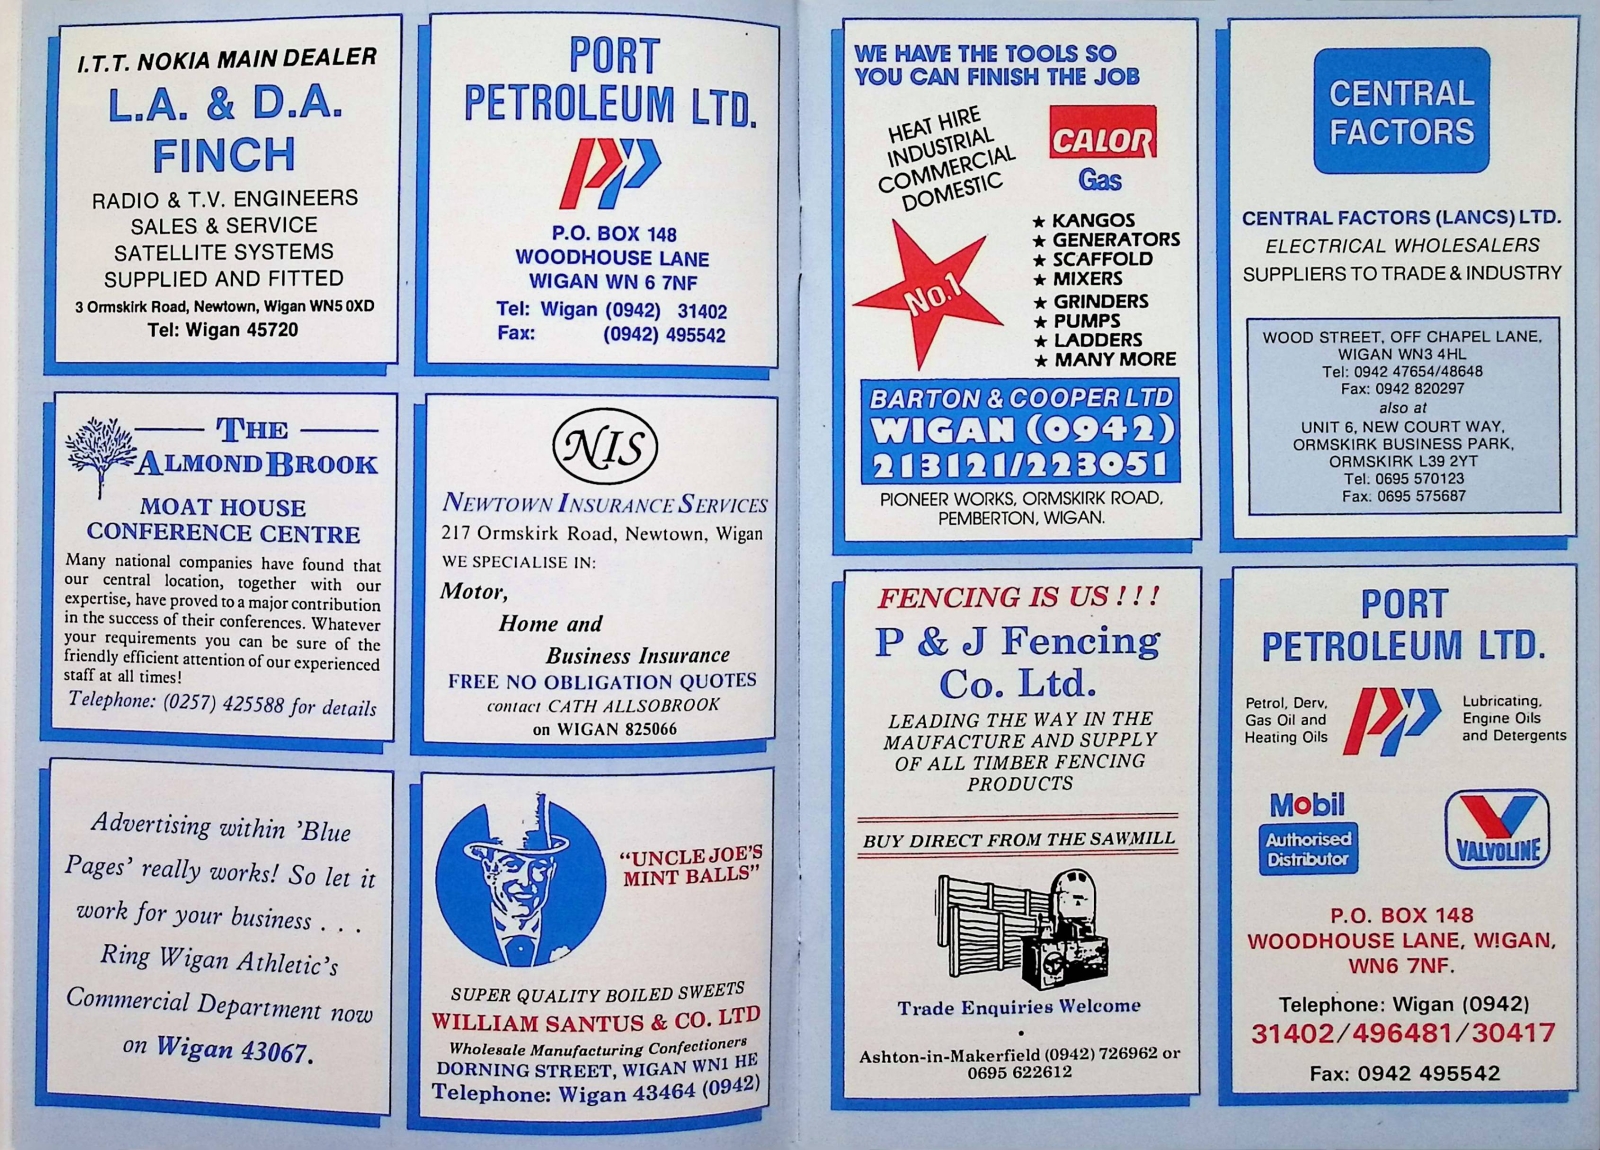 I.T.T. NOKIA MAIN DEALER
L.A. & D.A.
FINCH
RADIO & T.V. ENGINEERS
SALES & SERVICE
SATELLITE SYSTEMS
SUPPLIED AND FITTED
3 Ormskirk Road, Newtown, Wigan WN5 0XD
Tel: Wigan 45720
PORT
PETROLEUM LTD.
PP
P.O. BOX 148
WOODHOUSE LANE
WIGAN WN 6 7NF
Tel: Wigan (0942) 31402
Fax: (0942) 495542
THE
ALMOND BROOK
MOAT HOUSE
CONFERENCE CENTRE
Many national companies have found that
our central location, together with our
expertise, have proved to a major contribution
in the success of their conferences. Whatever
your requirements you can be sure of the
friendly efficient attention of our experienced
staff at all times!
Telephone: (0257) 425588 for details
NIS
NEWTOWN INSURANCE SERVICES
217 Ormskirk Road, Newtown, Wigan
WE SPECIALISE IN:
Motor,
Home and
Business Insurance
FREE NO OBLIGATION QUOTES
contact CATH ALLSOBROOK
on WIGAN 825066
Advertising within 'Blue
Pages' really works! So let it
work for your business . . .
Ring Wigan Athletic's
Commercial Department now
on Wigan 43067.
"UNCLE JOE'S
MINT BALLS"
SUPER QUALITY BOILED SWEETS
WILLIAM SANTUS & CO. LTD
Wholesale Manufacturing Confectioners
DORNING STREET, WIGAN WN1 HE
Telephone: Wigan 43464 (0942)
WE HAVE THE TOOLS SO
YOU CAN FINISH THE JOB
HEAT HIRE
INDUSTRIAL
COMMERCIAL
DOMESTIC
CALOR
Gas
No.1
★ KANGOS
★ GENERATORS
★ SCAFFOLD
★ MIXERS
★ GRINDERS
★ PUMPS
★ LADDERS
★ MANY MORE
BARTON & COOPER LTD
WIGAN (0942)
213121/223051
PIONEER WORKS, ORMSKIRK ROAD,
PEMBERTON, WIGAN.
CENTRAL
FACTORS
CENTRAL FACTORS (LANCS) LTD.
ELECTRICAL WHOLESALERS
SUPPLIERS TO TRADE & INDUSTRY
WOOD STREET, OFF CHAPEL LANE,
WIGAN WN3 4HL
Tel: 0942 47654/48648
Fax: 0942 820297
also at
UNIT 6, NEW COURT WAY,
ORMSKIRK BUSINESS PARK,
ORMSKIRK L39 2YT
Tel: 0695 570123
Fax: 0695 575687
FENCING IS US ! ! !
P & J Fencing
Co. Ltd.
LEADING THE WAY IN THE
MAUFACTURE AND SUPPLY
OF ALL TIMBER FENCING
PRODUCTS
BUY DIRECT FROM THE SAWMILL
Trade Enquiries Welcome
•
Ashton-in-Makerfield (0942) 726962 or
0695 622612
PORT
PETROLEUM LTD.
Petrol, Derv,
Gas Oil and
Heating Oils
PP
Lubricating,
Engine Oils
and Detergents
Mobil
Authorised
Distributor
VALVOLINE
P.O. BOX 148
WOODHOUSE LANE, WIGAN,
WN6 7NF.
Telephone: Wigan (0942)
31402/496481/30417
Fax: 0942 495542